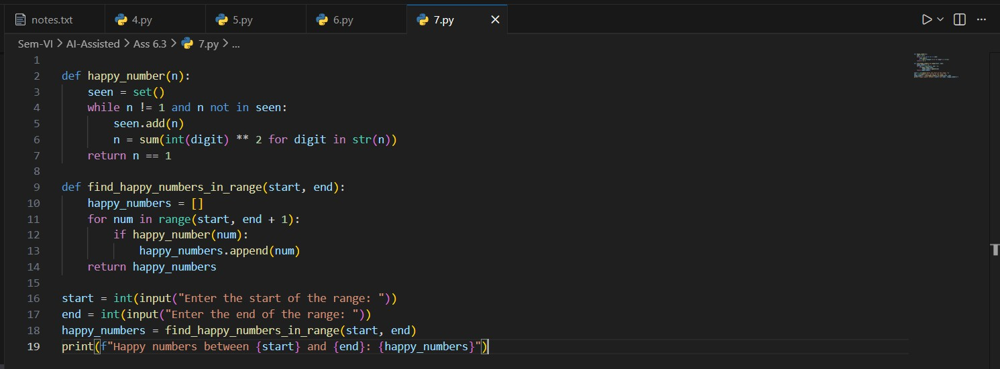 notes.txt 4.py 5.py 6.py 7.py
Sem-VI > AI-Assisted > Ass 6.3 > 7.py > ...
1
2 def happy_number(n):
3     seen = set()
4     while n != 1 and n not in seen:
5         seen.add(n)
6         n = sum(int(digit) ** 2 for digit in str(n))
7     return n == 1
8
9 def find_happy_numbers_in_range(start, end):
10     happy_numbers = []
11     for num in range(start, end + 1):
12         if happy_number(num):
13             happy_numbers.append(num)
14     return happy_numbers
15
16 start = int(input("Enter the start of the range: "))
17 end = int(input("Enter the end of the range: "))
18 happy_numbers = find_happy_numbers_in_range(start, end)
19 print(f"Happy numbers between {start} and {end}: {happy_numbers}")